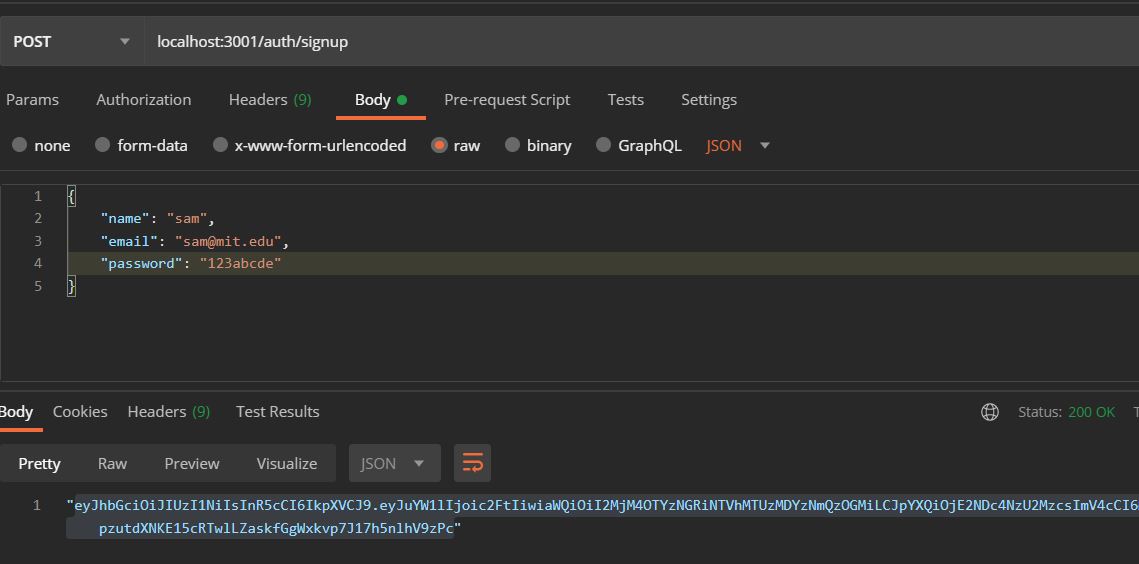 POST localhost:3001/auth/signup
Params Authorization Headers (9) Body Pre-request Script Tests Settings
none form-data x-www-form-urlencoded raw binary GraphQL JSON
1 {
2 "name": "sam",
3 "email": "sam@mit.edu",
4 "password": "123abcde"
5 }
Body Cookies Headers (9) Test Results Status: 200 OK T
Pretty Raw Preview Visualize JSON
1 "eyJhbGciOiJIUzI1NiIsInR5cCI6IkpXVCJ9.eyJuYW1lIjoic2FtIiwiaWQiOiI2MjM4OTYzNGRiNTVhMTUzMDYzNmQzOGMiLCJpYXQiOjE2NDc4NzU2MzcsImV4cCI6
pzutdXNKE15cRTwlLZaskfGgWxkvp7J17h5nlhV9zPc"